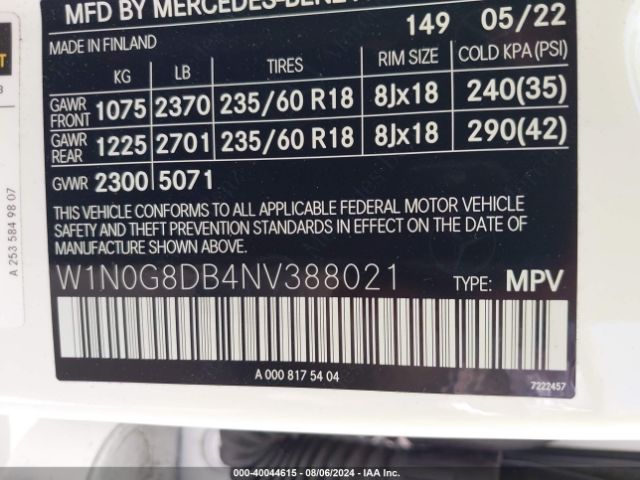 MFD BY MERCEDES-BENZ
149 05/22
MADE IN FINLAND
KG LB TIRES RIM SIZE COLD KPA(PSI)
GAWR FRONT 1075 2370 235/60 R18 8Jx18 240(35)
GAWR REAR 1225 2701 235/60 R18 8Jx18 290(42)
GVWR 2300 5071
THIS VEHICLE CONFORMS TO ALL APPLICABLE FEDERAL MOTOR VEHICLE
SAFETY AND THEFT PREVENTION STANDARDS IN EFFECT ON THE DATE OF
MANUFACTURE SHOWN ABOVE.
W1N0G8DB4NV388021 TYPE: MPV
A 000 817 54 04
7222457
A 253 584 98 07
000-40044615 - 08/06/2024 - IAA Inc.